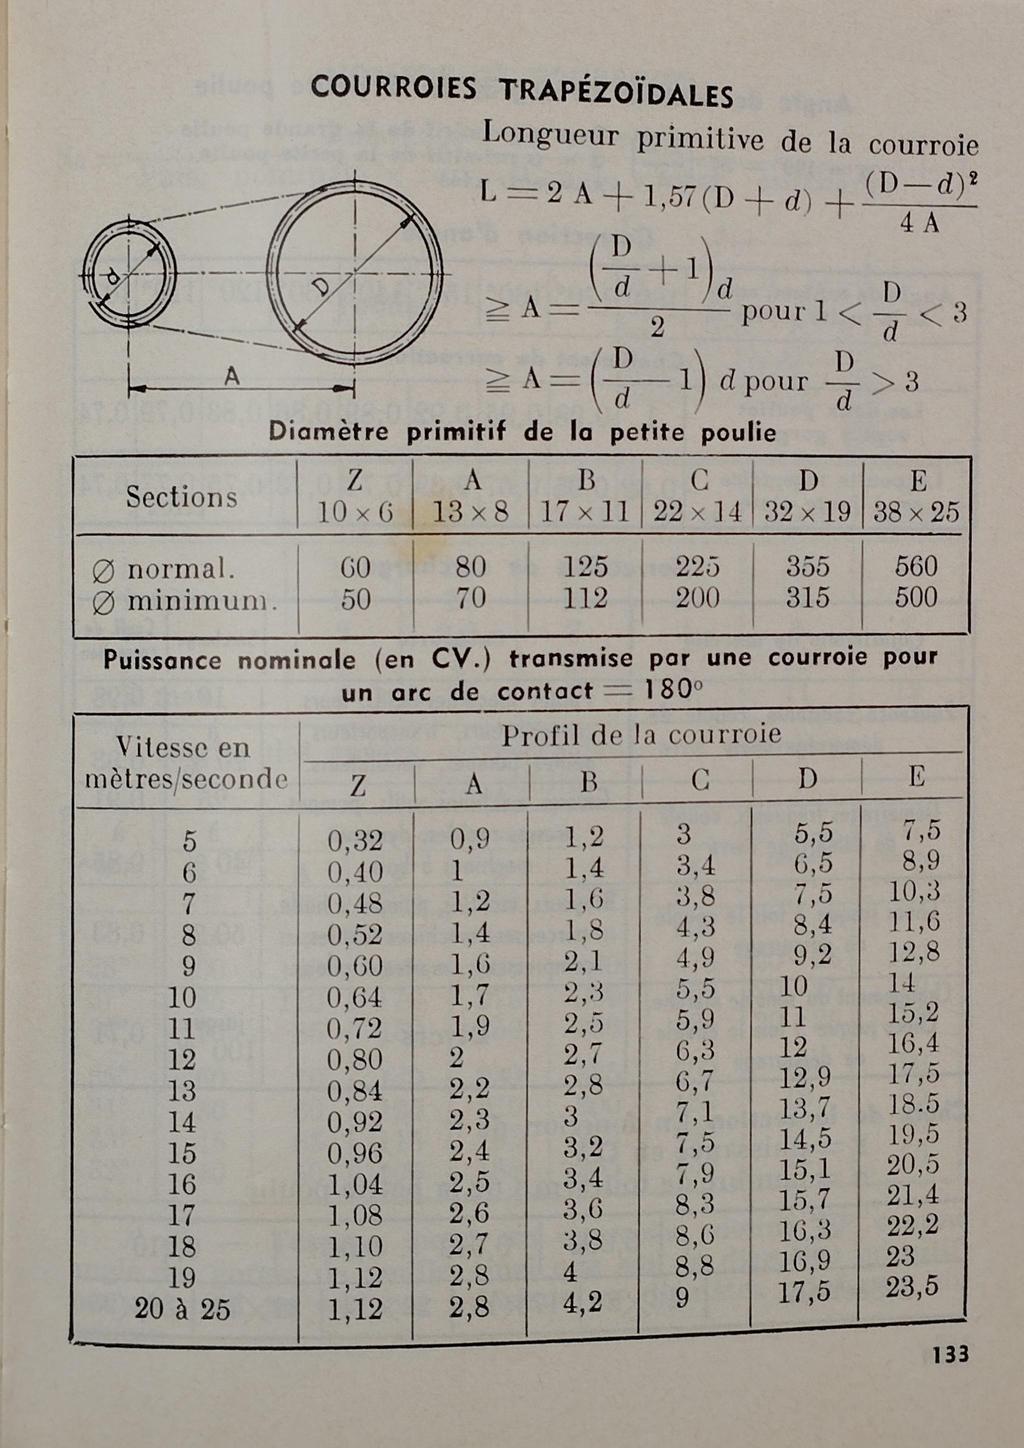 COURROIES TRAPÉZOÏDALES
Longueur primitive de la courroie
L = 2 A + 1,57 (D + d) + (D — d)² / 4 A
≧ A = (D/d + 1) d / 2 pour 1 < D/d < 3
≧ A = (D/d — 1) d pour D/d > 3
d
D
A
Diamètre primitif de la petite poulie
Sections Z A B C D E
10 × 6 13 × 8 17 × 11 22 × 14 32 × 19 38 × 25
Ø normal. 60 80 125 225 355 560
Ø minimum. 50 70 112 200 315 500
Puissance nominale (en CV.) transmise par une courroie pour
un arc de contact = 180°
Vitesse en mètres/seconde
Profil de la courroie
Z A B C D E
5 0,32 0,9 1,2 3 5,5 7,5
6 0,40 1 1,4 3,4 6,5 8,9
7 0,48 1,2 1,6 3,8 7,5 10,3
8 0,52 1,4 1,8 4,3 8,4 11,6
9 0,60 1,6 2,1 4,9 9,2 12,8
10 0,64 1,7 2,3 5,5 10 14
11 0,72 1,9 2,5 5,9 11 15,2
12 0,80 2 2,7 6,3 12 16,4
13 0,84 2,2 2,8 6,7 12,9 17,5
14 0,92 2,3 3 7,1 13,7 18.5
15 0,96 2,4 3,2 7,5 14,5 19,5
16 1,04 2,5 3,4 7,9 15,1 20,5
17 1,08 2,6 3,6 8,3 15,7 21,4
18 1,10 2,7 3,8 8,6 16,3 22,2
19 1,12 2,8 4 8,8 16,9 23
20 à 25 1,12 2,8 4,2 9 17,5 23,5
133